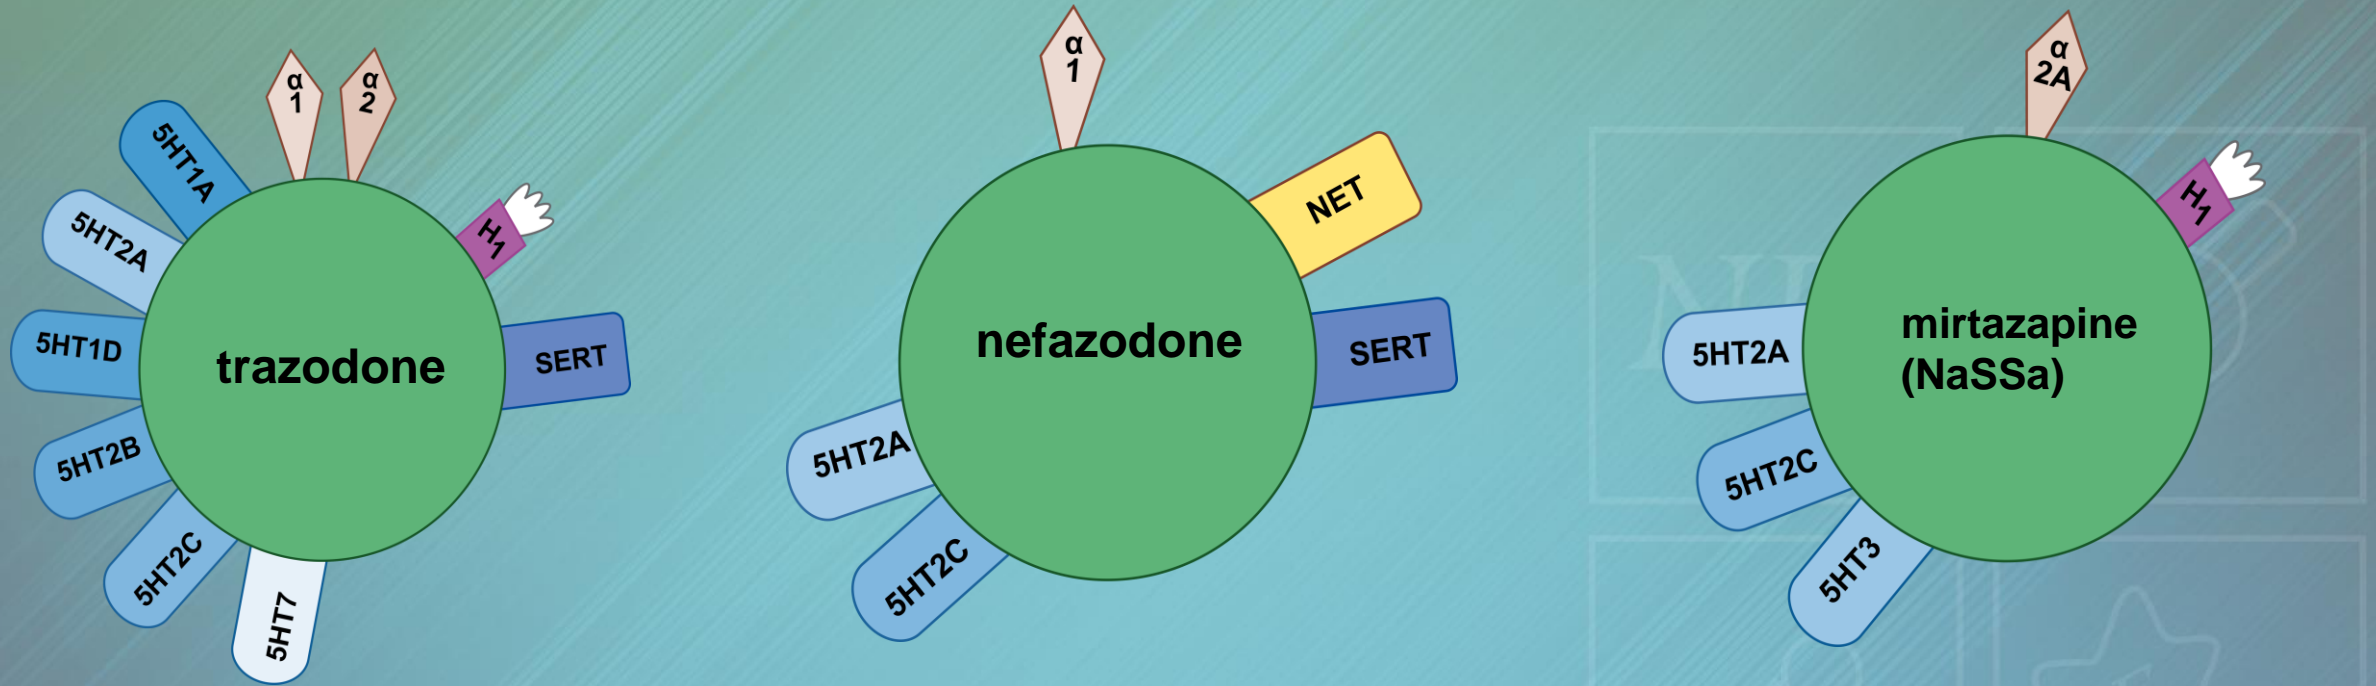 α
1
α
2
5HT1A
5HT2A
5HT1D
5HT2B
5HT2C
5HT7
H1
SERT
trazodone
α
1
NET
SERT
5HT2A
5HT2C
nefazodone
α
2A
H1
5HT2A
5HT2C
5HT3
mirtazapine
(NaSSa)